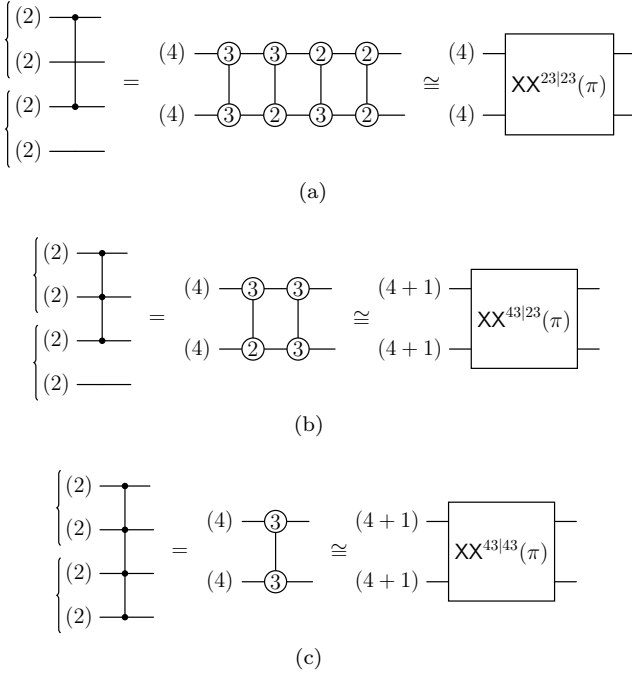 (2)
(2) = (4) 3 3 2 2 ≅ (4) XX^{23|23}(π)
(2) (4) 3 2 3 2 (4)
(2)
(a)
(2)
(2) = (4) 3 3 ≅ (4 + 1) XX^{43|23}(π)
(2) (4) 2 3 (4 + 1)
(2)
(b)
(2)
(2) = (4) 3 ≅ (4 + 1) XX^{43|43}(π)
(2) (4) 3 (4 + 1)
(2)
(c)